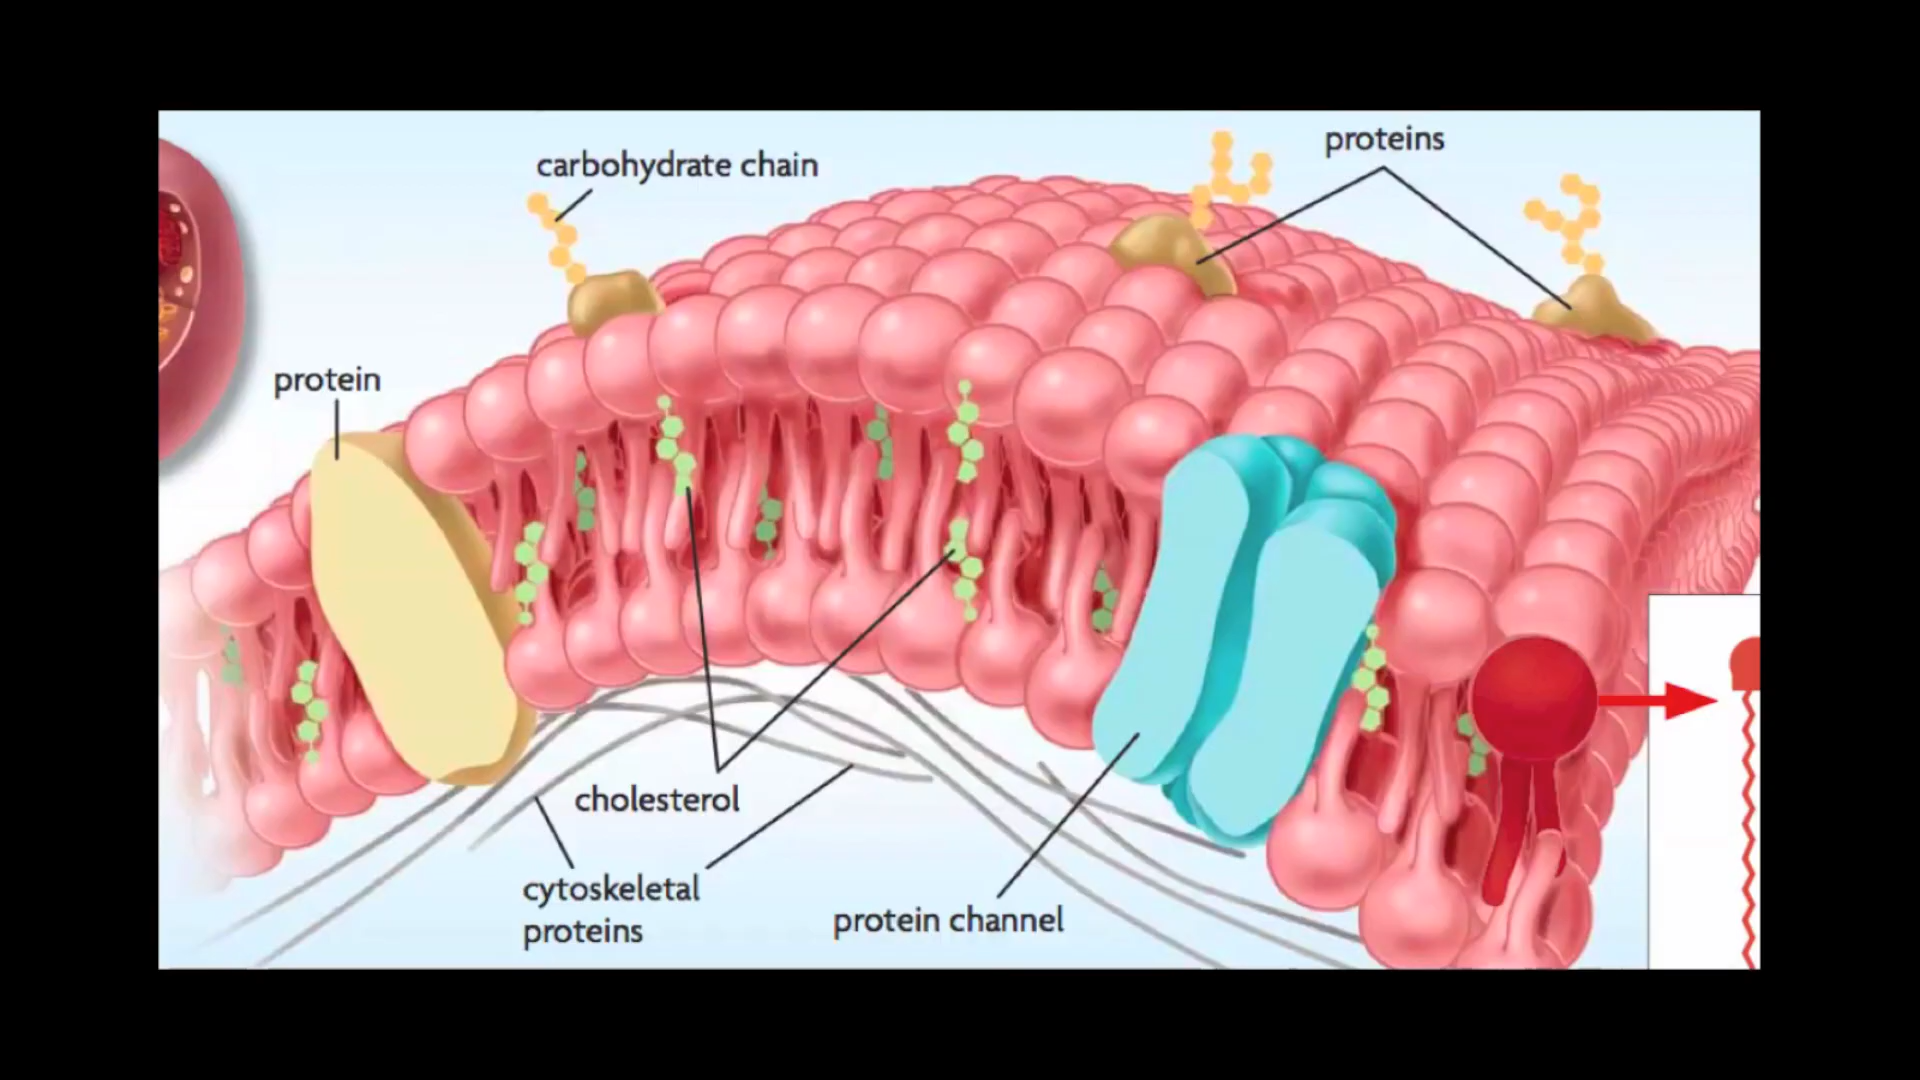 proteins
carbohydrate chain
protein
cholesterol
cytoskeletal
proteins
protein channel